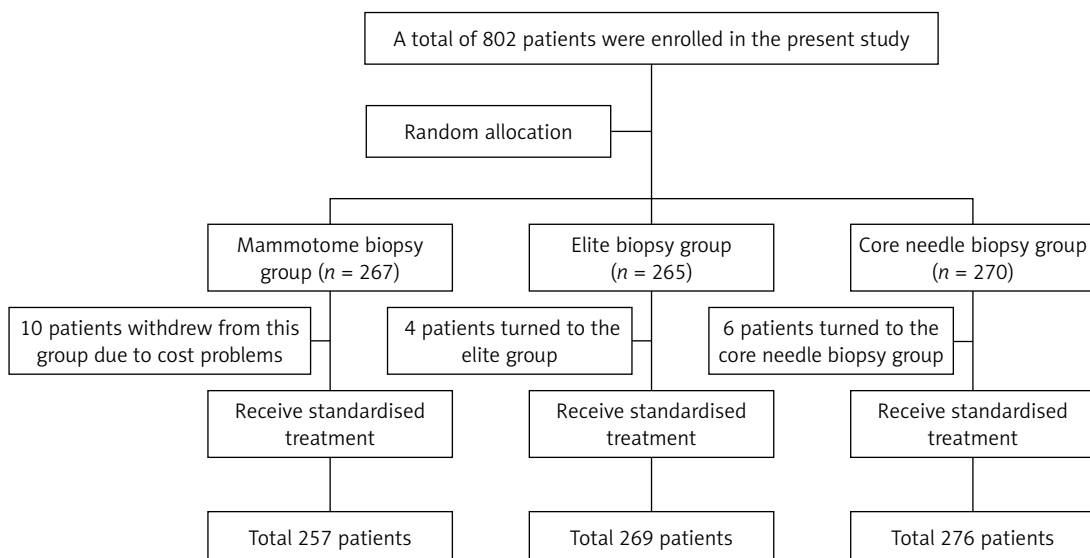 A total of 802 patients were enrolled in the present study
Random allocation
Mammotome biopsy
group (n = 267)
Elite biopsy group
(n = 265)
Core needle biopsy group
(n = 270)
10 patients withdrew from this
group due to cost problems
4 patients turned to the
elite group
6 patients turned to the
core needle biopsy group
Receive standardised
treatment
Receive standardised
treatment
Receive standardised
treatment
Total 257 patients
Total 269 patients
Total 276 patients